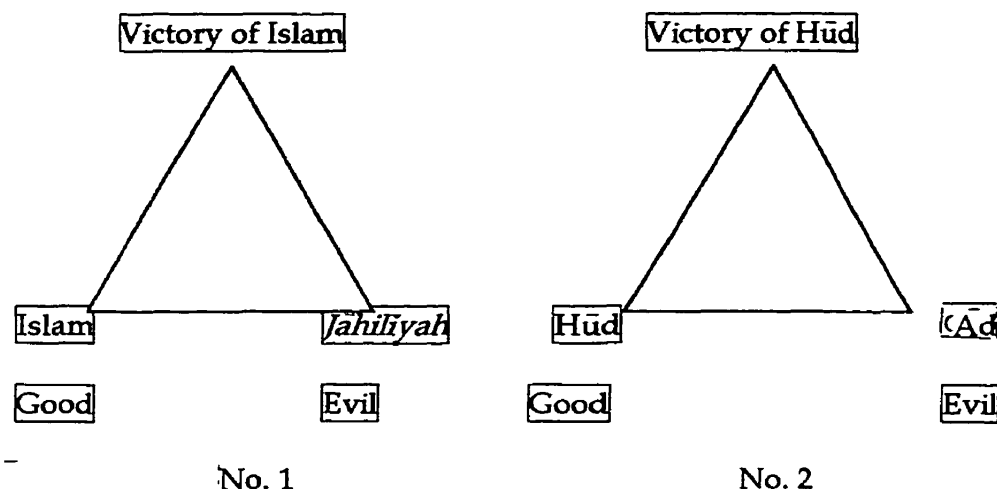 Victory of Islam Victory of Hūd
Islam Jāhilīyah Hūd ʿĀd
Good Evil Good Evil
No. 1 No. 2